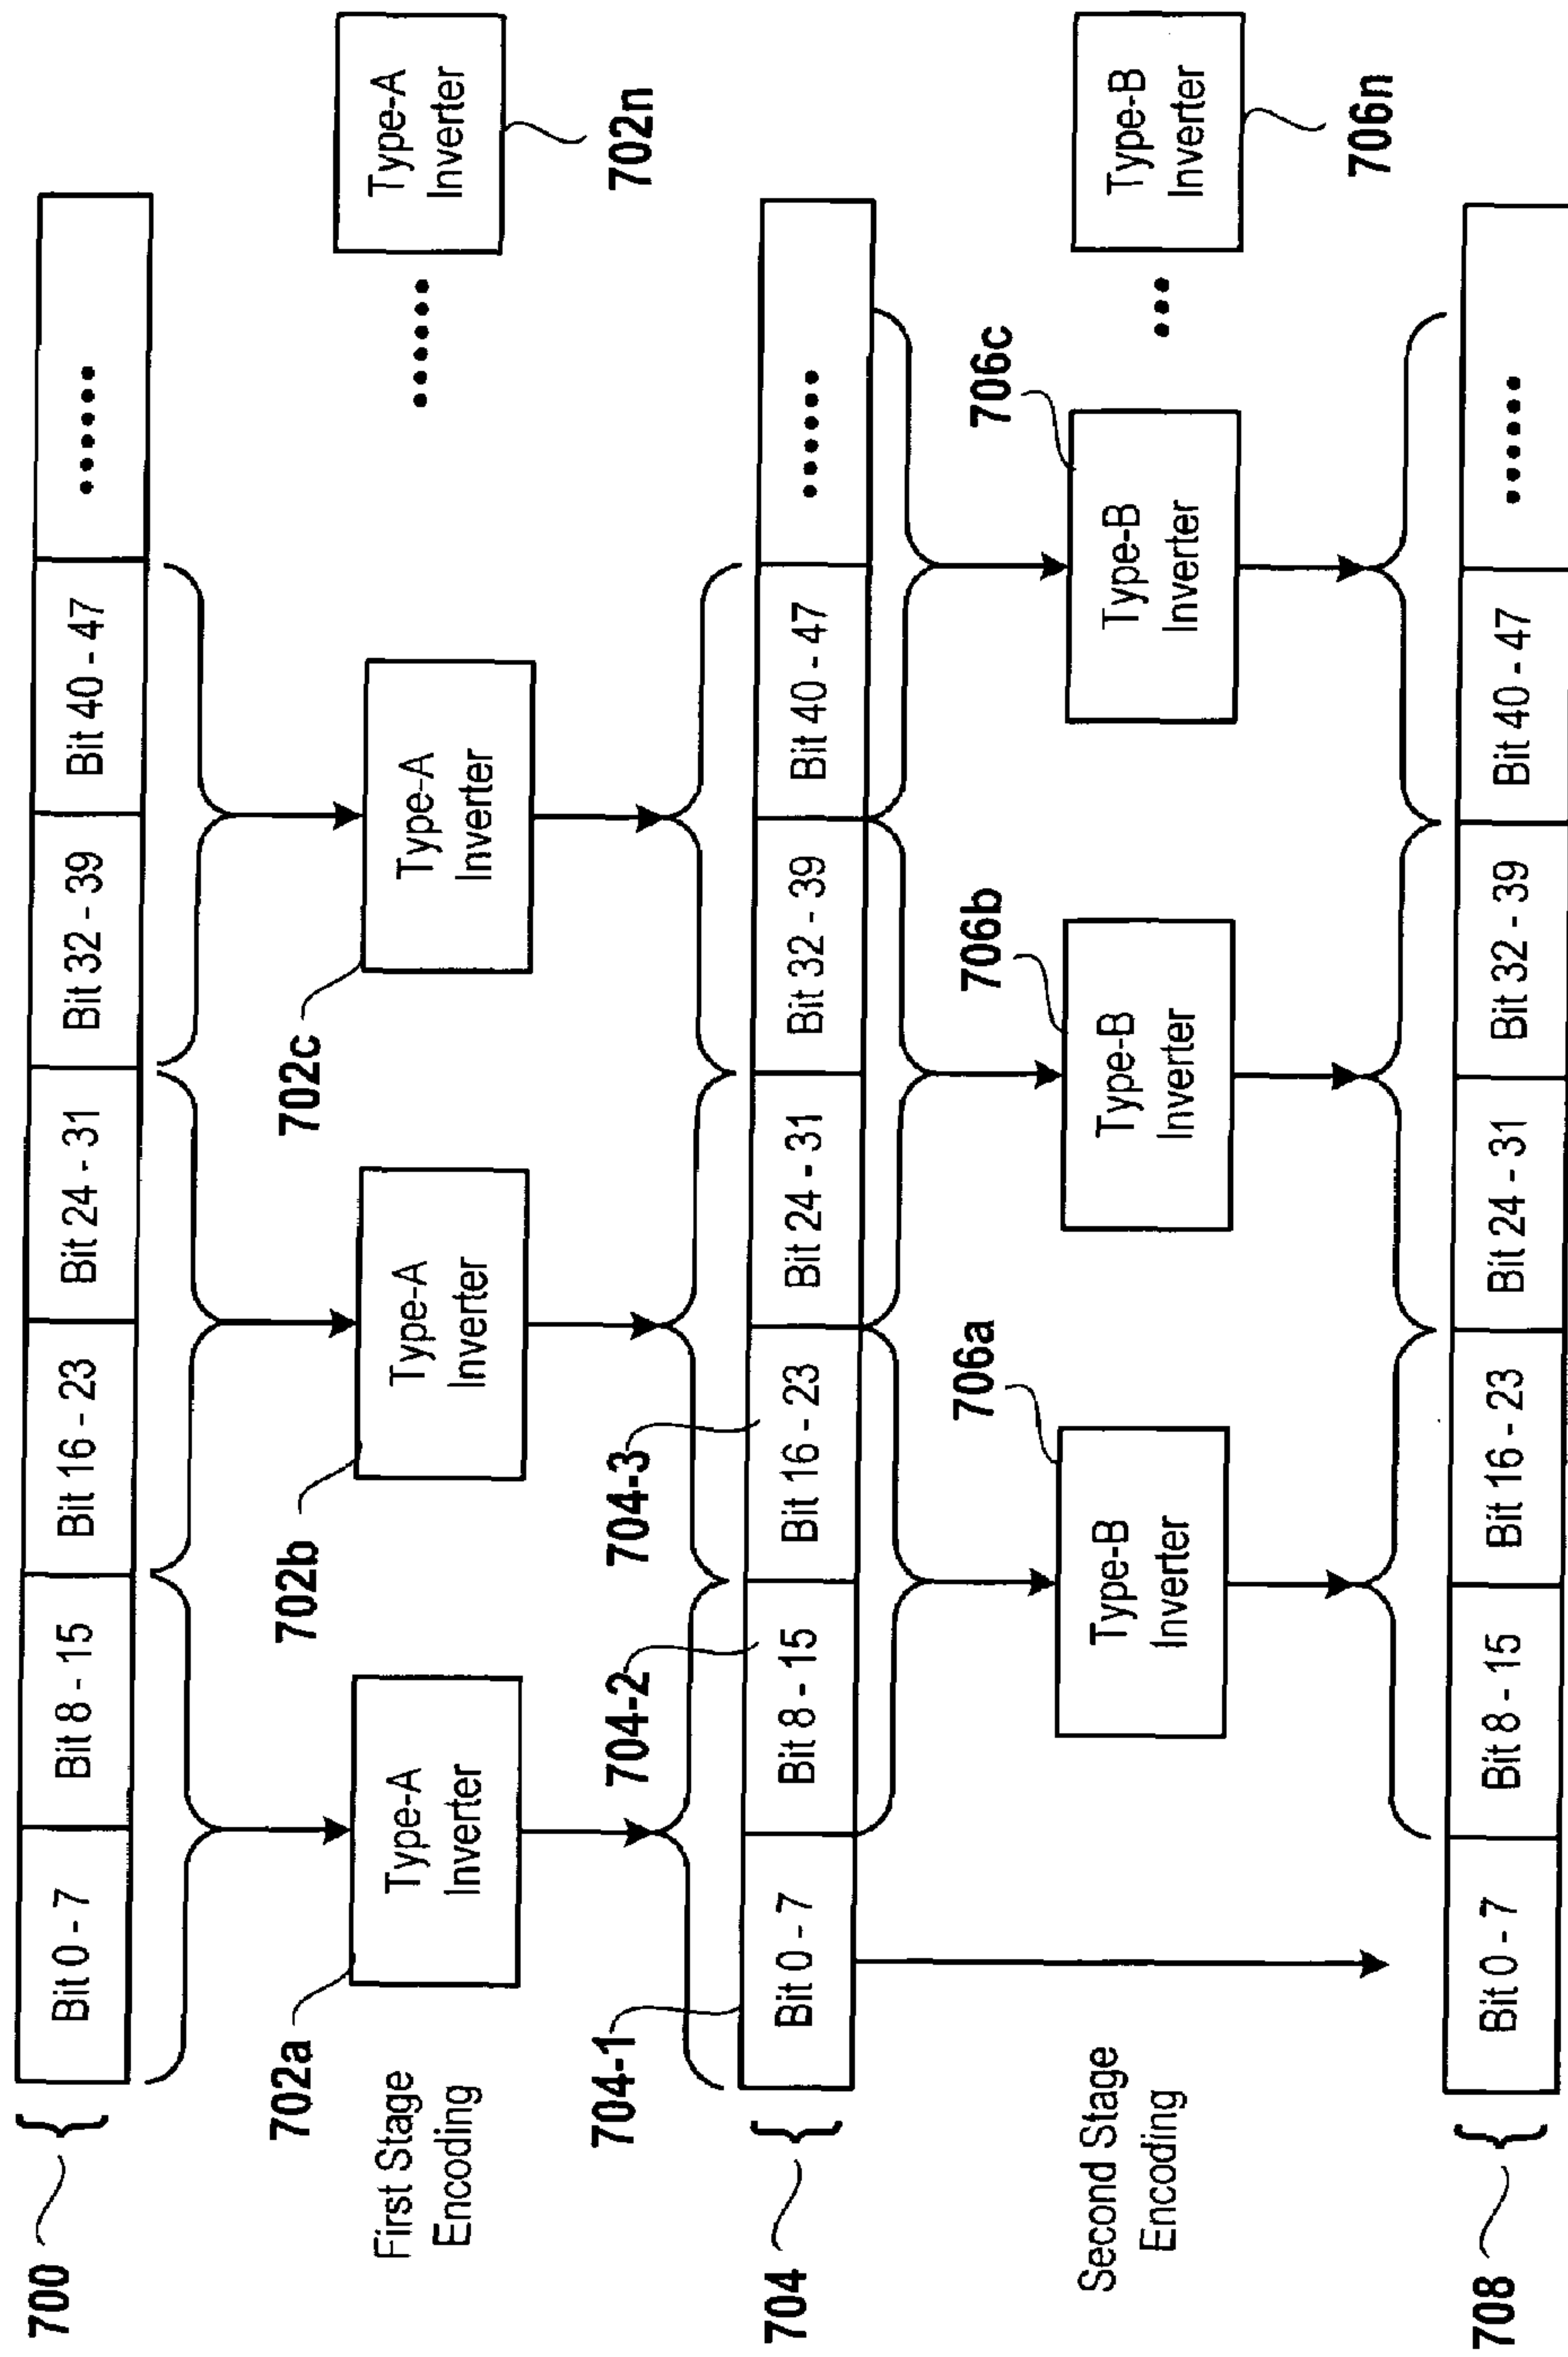 700
Bit 0 - 7
Bit 8 - 15
Bit 16 - 23
Bit 24 - 31
Bit 32 - 39
Bit 40 - 47
......
First Stage
Encoding
702a
Type-A
Inverter
702b
Type-A
Inverter
702c
Type-A
Inverter
......
Type-A
Inverter
702n
704
704-1
704-2
704-3
Bit 0 - 7
Bit 8 - 15
Bit 16 - 23
Bit 24 - 31
Bit 32 - 39
Bit 40 - 47
......
Second Stage
Encoding
706a
Type-B
Inverter
706b
Type-B
Inverter
706c
Type-B
Inverter
...
Type-B
Inverter
706n
708
Bit 0 - 7
Bit 8 - 15
Bit 16 - 23
Bit 24 - 31
Bit 32 - 39
Bit 40 - 47
......